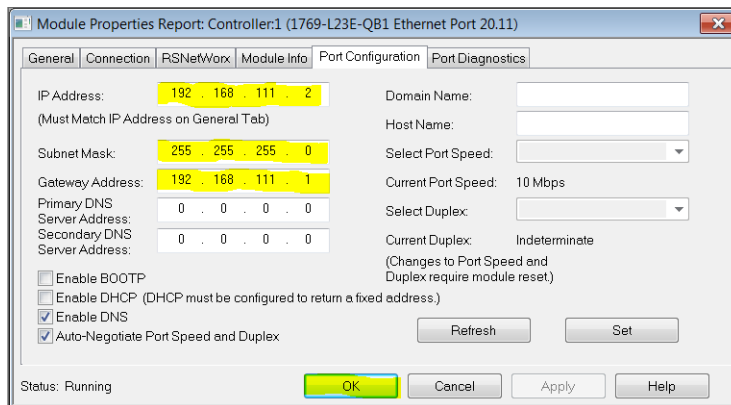 Module Properties Report: Controller:1 (1769-L23E-QB1 Ethernet Port 20.11)
General Connection RSNetWorx Module Info Port Configuration Port Diagnostics
IP Address: 192 . 168 . 111 . 2
(Must Match IP Address on General Tab)
Subnet Mask: 255 . 255 . 255 . 0
Gateway Address: 192 . 168 . 111 . 1
Primary DNS
Server Address: 0 . 0 . 0 . 0
Secondary DNS
Server Address: 0 . 0 . 0 . 0
Domain Name:
Host Name:
Select Port Speed:
Current Port Speed: 10 Mbps
Select Duplex:
Current Duplex: Indeterminate
(Changes to Port Speed and
Duplex require module reset.)
Enable BOOTP
Enable DHCP (DHCP must be configured to return a fixed address.)
Enable DNS
Auto-Negotiate Port Speed and Duplex
Refresh Set
Status: Running
OK Cancel Apply Help